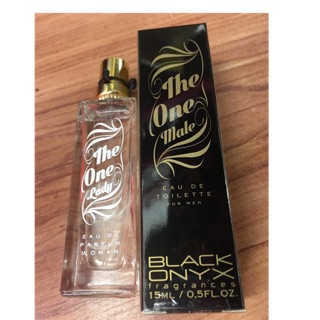 The
One
Lady
EAU DE
PARFUM
WOMAN
The
One
Male
EAU DE
TOILETTE
FOR MEN
BLACK
ONYX
fragrances
15ML / 0,5FL.OZ.